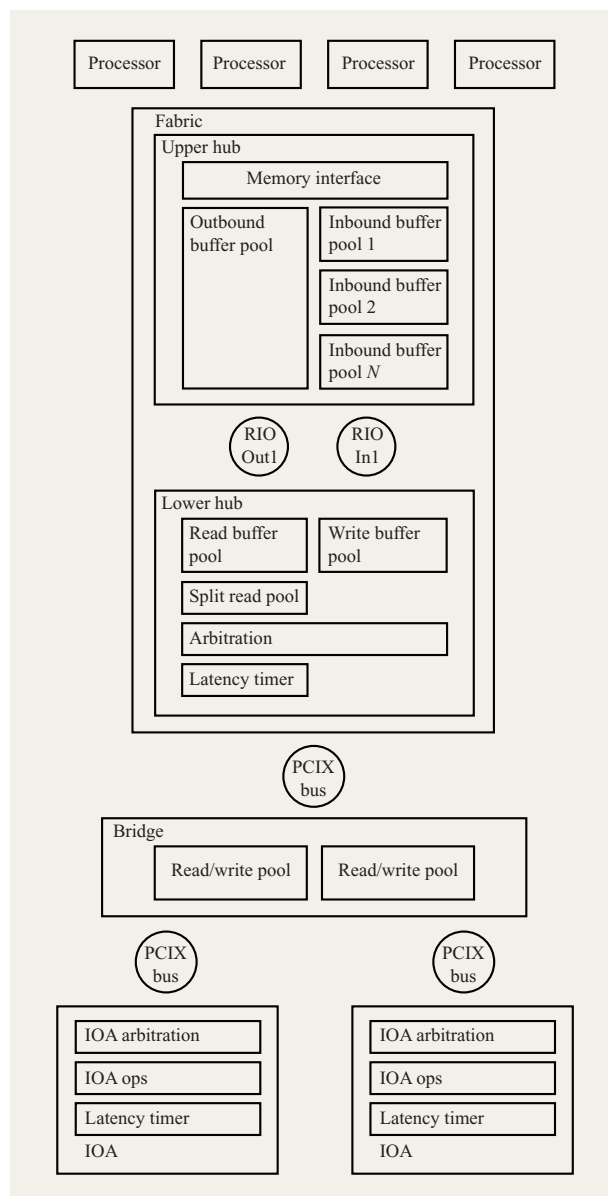 Processor
Processor
Processor
Processor
Fabric
Upper hub
Memory interface
Outbound
buffer pool
Inbound buffer
pool 1
Inbound buffer
pool 2
Inbound buffer
pool N
RIO
Out1
RIO
In1
Lower hub
Read buffer
pool
Write buffer
pool
Split read pool
Arbitration
Latency timer
PCIX
bus
Bridge
Read/write pool
Read/write pool
PCIX
bus
PCIX
bus
IOA arbitration
IOA ops
Latency timer
IOA
IOA arbitration
IOA ops
Latency timer
IOA